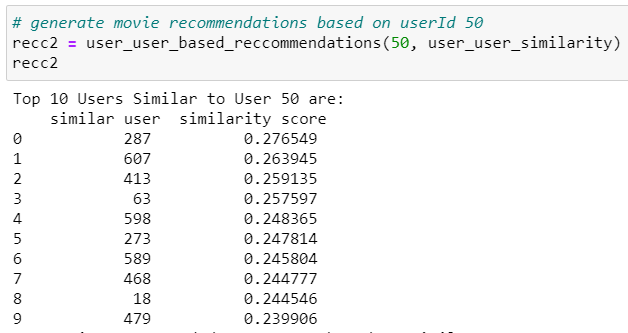 # generate movie recommendations based on userId 50
recc2 = user_user_based_reccommendations(50, user_user_similarity)
recc2
Top 10 Users Similar to User 50 are:
similar user similarity score
0 287 0.276549
1 607 0.263945
2 413 0.259135
3 63 0.257597
4 598 0.248365
5 273 0.247814
6 589 0.245804
7 468 0.244777
8 18 0.244546
9 479 0.239906